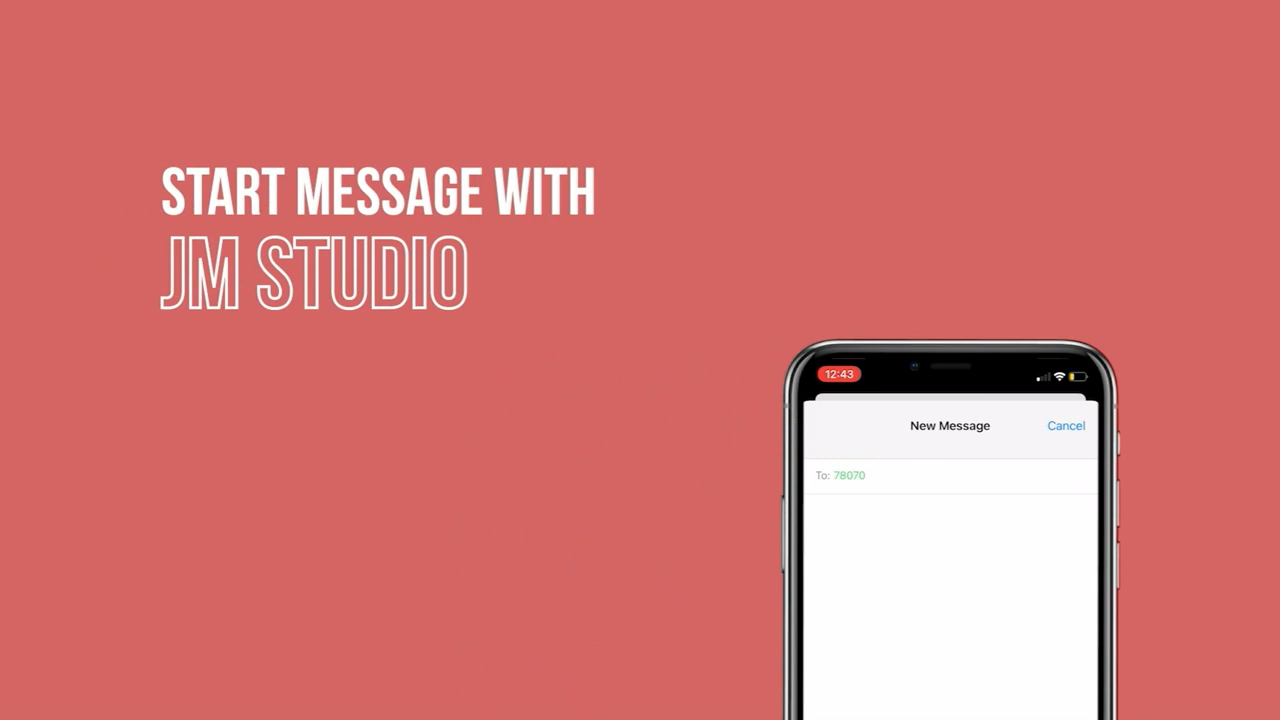 START MESSAGE WITH
JM STUDIO
12:43
New Message
Cancel
To: 78070